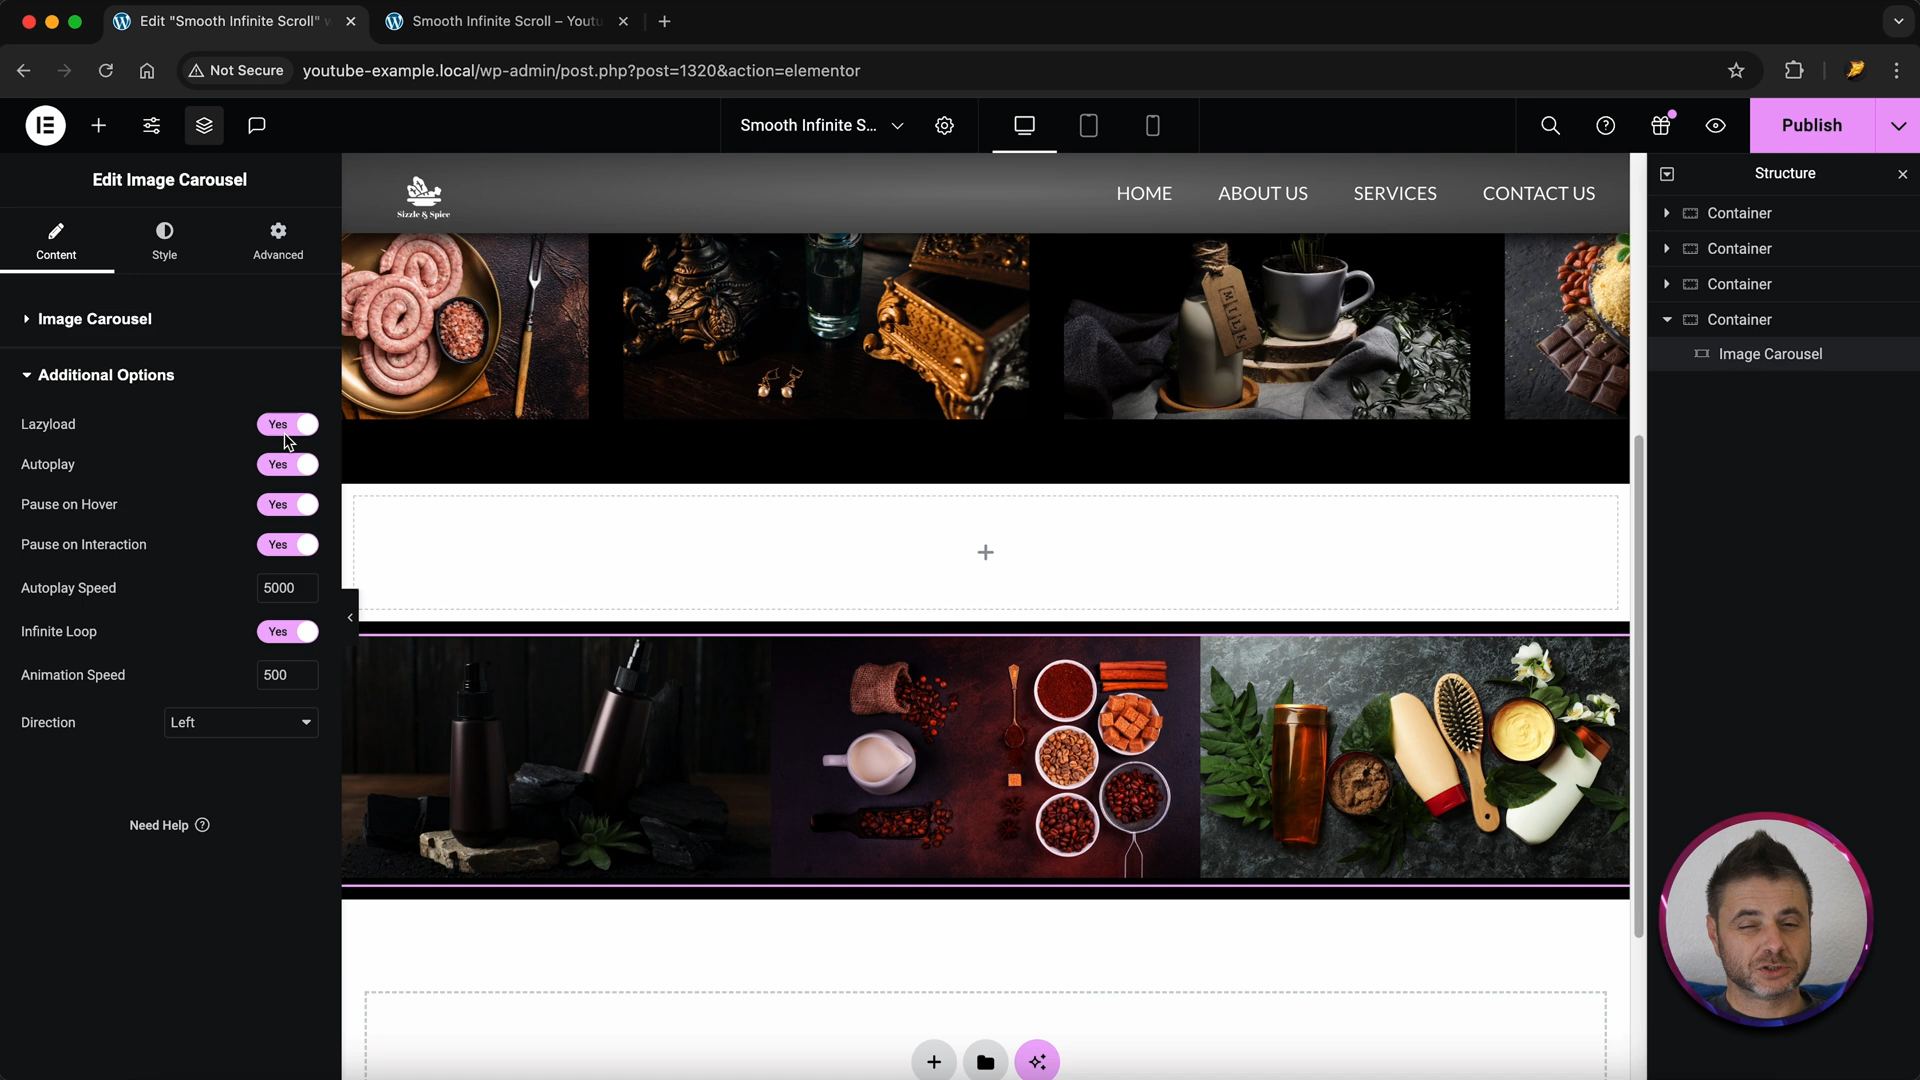 Edit "Smooth Infinite Scroll" w
Smooth Infinite Scroll – Youtu
Not Secure
youtube-example.local/wp-admin/post.php?post=1320&action=elementor
Smooth Infinite S...
Publish
Edit Image Carousel
Content
Style
Advanced
Image Carousel
Additional Options
Lazyload
Yes
Autoplay
Yes
Pause on Hover
Yes
Pause on Interaction
Yes
Autoplay Speed
5000
Infinite Loop
Yes
Animation Speed
500
Direction
Left
Need Help
Sizzle & Spice
HOME
ABOUT US
SERVICES
CONTACT US
MILK
Structure
Container
Container
Container
Container
Image Carousel